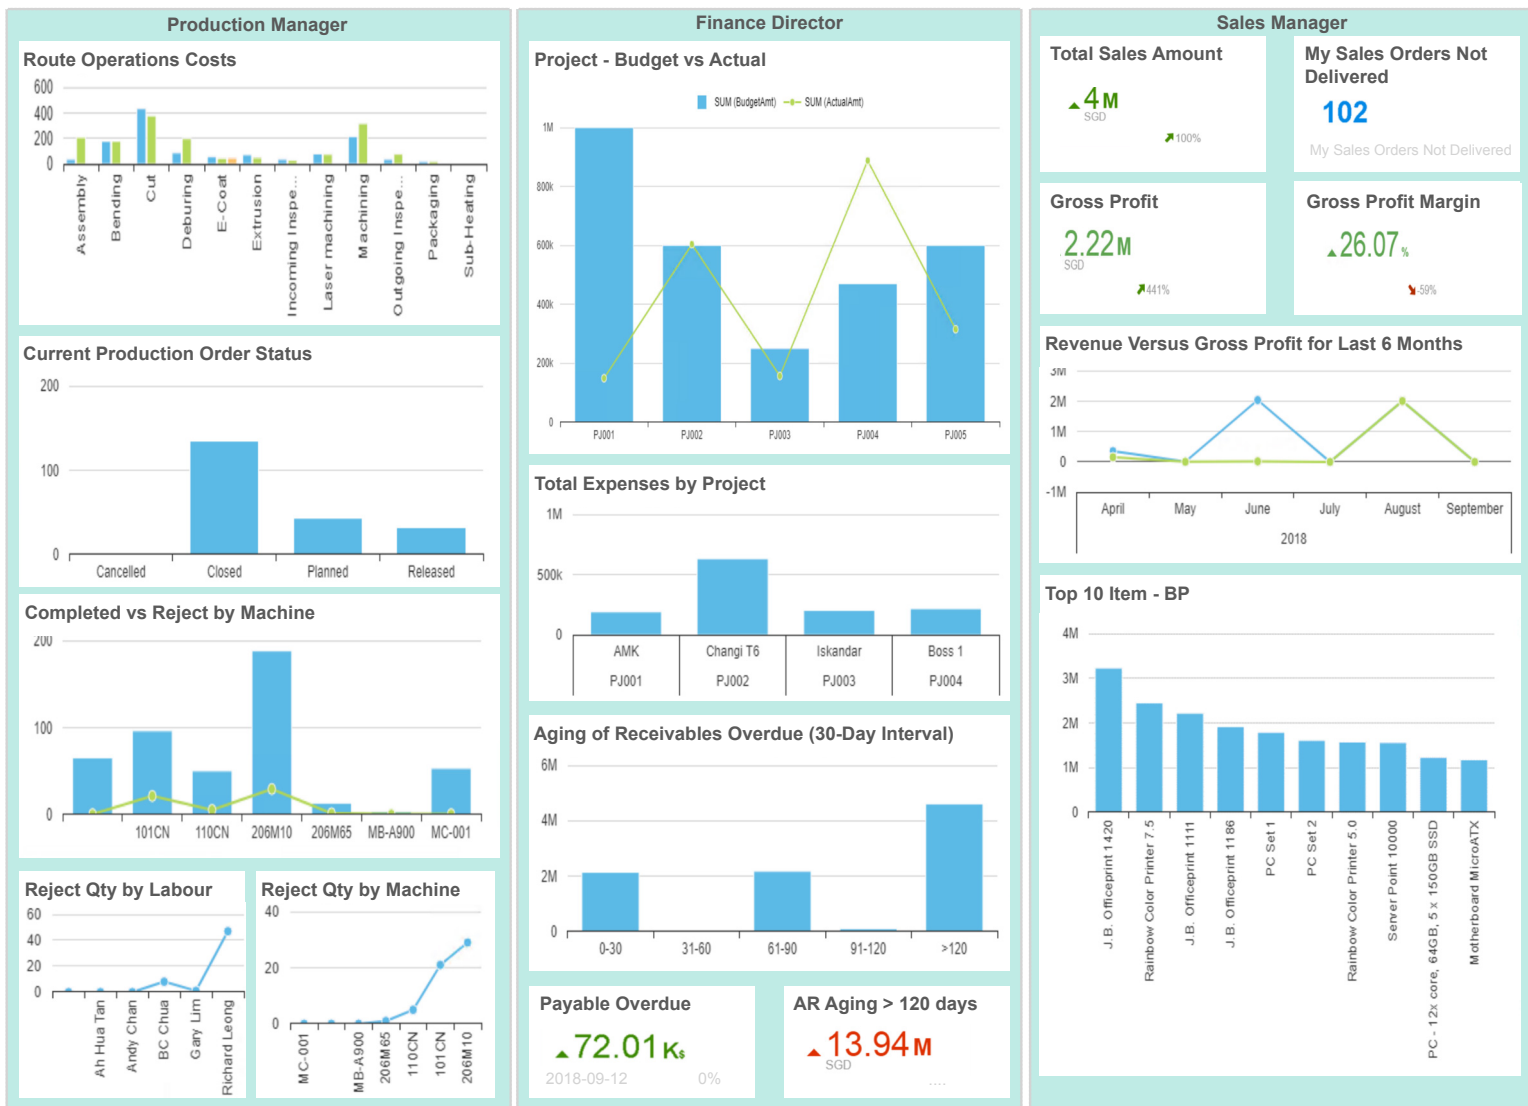 Production Manager
Route Operations Costs
600
400
200
0
Assembly
Bending
Cut
Deburing
E-Coat
Extrusion
Incoming Inspe...
Laser machining
Machining
Outgoing Inspe...
Packaging
Sub-Heating
Current Production Order Status
200
100
0
Cancelled Closed Planned Released
Completed vs Reject by Machine
200
100
0
101CN 110CN 206M10 206M65 MB-A900 MC-001
Reject Qty by Labour
60
40
20
0
Ah Hua Tan
Andy Chan
BC Chua
Gary Lim
Richard Leong
Reject Qty by Machine
40
20
0
MC-001
MB-A900
206M65
110CN
101CN
206M10
Finance Director
Project - Budget vs Actual
SUM (BudgetAmt) SUM (ActualAmt)
1M
800k
600k
400k
200k
0
PJ001 PJ002 PJ003 PJ004 PJ005
Total Expenses by Project
1M
500k
0
AMK Changi T6 Iskandar Boss 1
PJ001 PJ002 PJ003 PJ004
Aging of Receivables Overdue (30-Day Interval)
6M
4M
2M
0
0-30 31-60 61-90 91-120 >120
Payable Overdue
72.01 K$
2018-09-12 0%
AR Aging > 120 days
13.94 M
SGD
....
Sales Manager
Total Sales Amount
4 M
SGD
100%
My Sales Orders Not
Delivered
102
My Sales Orders Not Delivered
Gross Profit
2.22 M
SGD
441%
Gross Profit Margin
26.07 %
-59%
Revenue Versus Gross Profit for Last 6 Months
3M
2M
1M
0
-1M
April May June July August September
2018
Top 10 Item - BP
4M
3M
2M
1M
0
J.B. Officeprint 1420
Rainbow Color Printer 7.5
J.B. Officeprint 1111
J.B. Officeprint 1186
PC Set 1
PC Set 2
Rainbow Color Printer 5.0
Server Point 10000
PC - 12x core, 64GB, 5 x 150GB SSD
Motherboard MicroATX